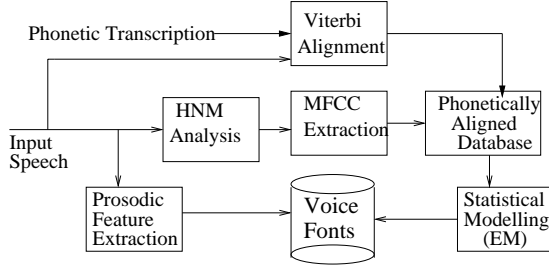 Phonetic Transcription
Viterbi
Alignment
HNM
Analysis
MFCC
Extraction
Phonetically
Aligned
Database
Input
Speech
Prosodic
Feature
Extraction
Voice
Fonts
Statistical
Modelling
(EM)